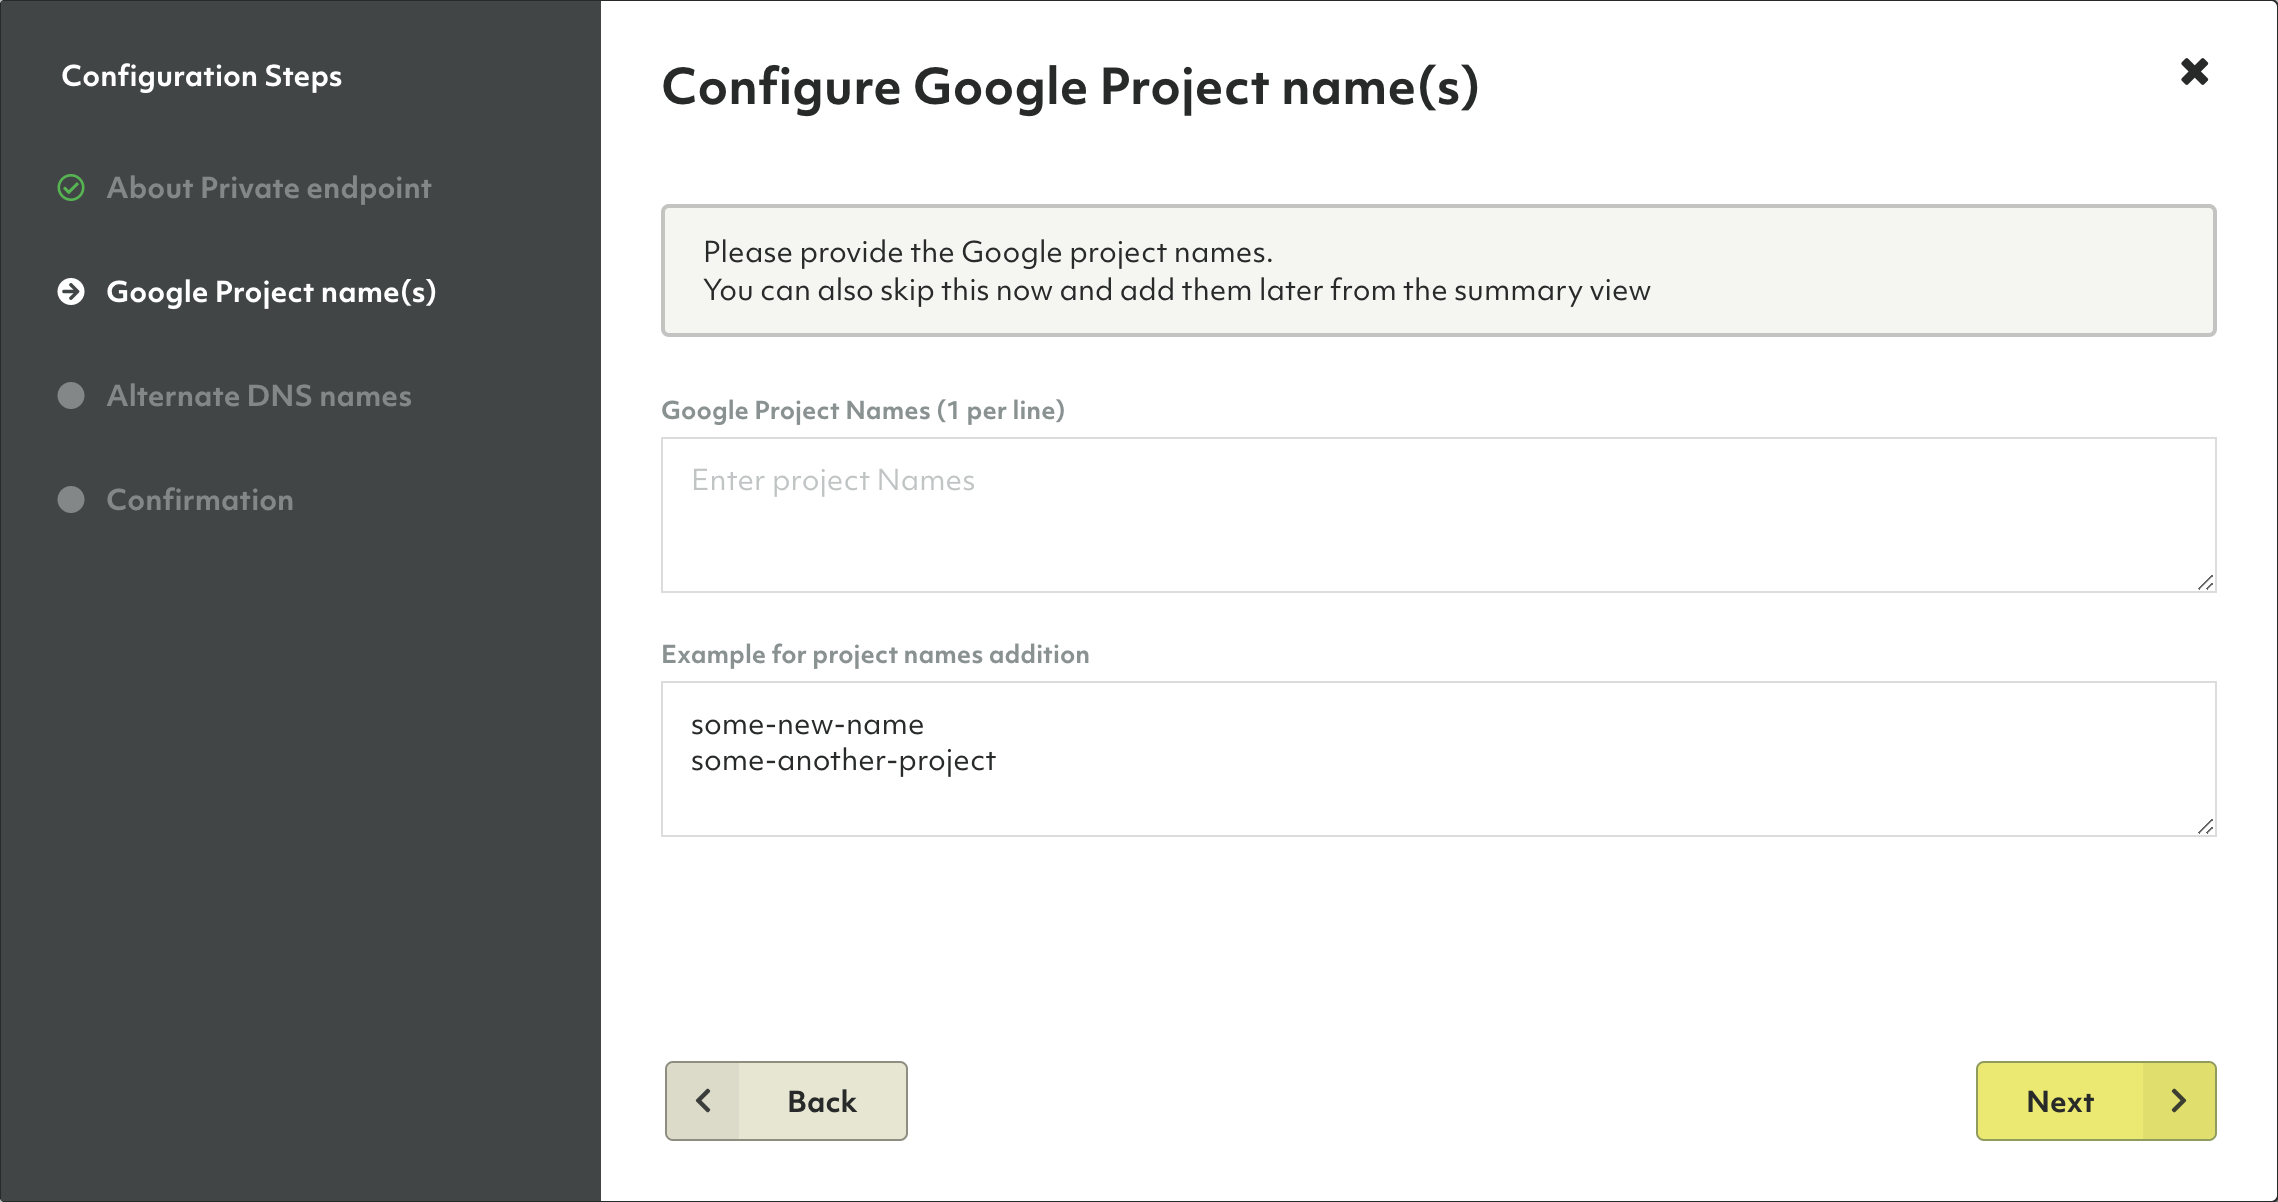 Configuration Steps
About Private endpoint
Google Project name(s)
Alternate DNS names
Confirmation
Configure Google Project name(s)
Please provide the Google project names.
You can also skip this now and add them later from the summary view
Google Project Names (1 per line)
Enter project Names
Example for project names addition
some-new-name
some-another-project
Back
Next